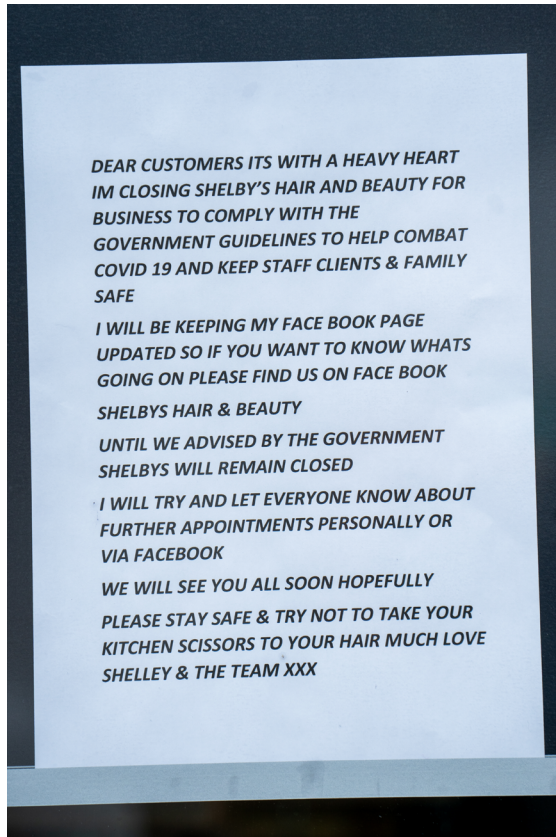 DEAR CUSTOMERS ITS WITH A HEAVY HEART
IM CLOSING SHELBY'S HAIR AND BEAUTY FOR
BUSINESS TO COMPLY WITH THE
GOVERNMENT GUIDELINES TO HELP COMBAT
COVID 19 AND KEEP STAFF CLIENTS & FAMILY
SAFE
I WILL BE KEEPING MY FACE BOOK PAGE
UPDATED SO IF YOU WANT TO KNOW WHATS
GOING ON PLEASE FIND US ON FACE BOOK
SHELBYS HAIR & BEAUTY
UNTIL WE ADVISED BY THE GOVERNMENT
SHELBYS WILL REMAIN CLOSED
I WILL TRY AND LET EVERYONE KNOW ABOUT
FURTHER APPOINTMENTS PERSONALLY OR
VIA FACEBOOK
WE WILL SEE YOU ALL SOON HOPEFULLY
PLEASE STAY SAFE & TRY NOT TO TAKE YOUR
KITCHEN SCISSORS TO YOUR HAIR MUCH LOVE
SHELLEY & THE TEAM XXX